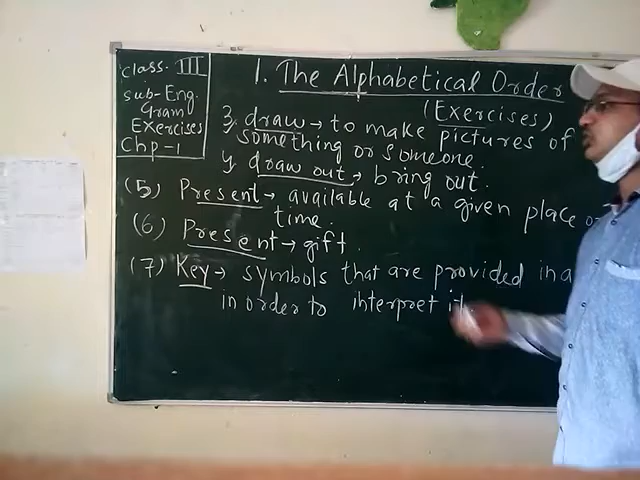 Class. III
Sub-Eng.
Gram
Exercises
Chp-1
1. The Alphabetical Order
(Exercises)
3, draw → to make pictures of
something or someone.
4, draw out → bring out.
(5) Present → available at a given place
time.
(6) Present → gift.
(7) Key → symbols that are provided in a
in order to interpret it